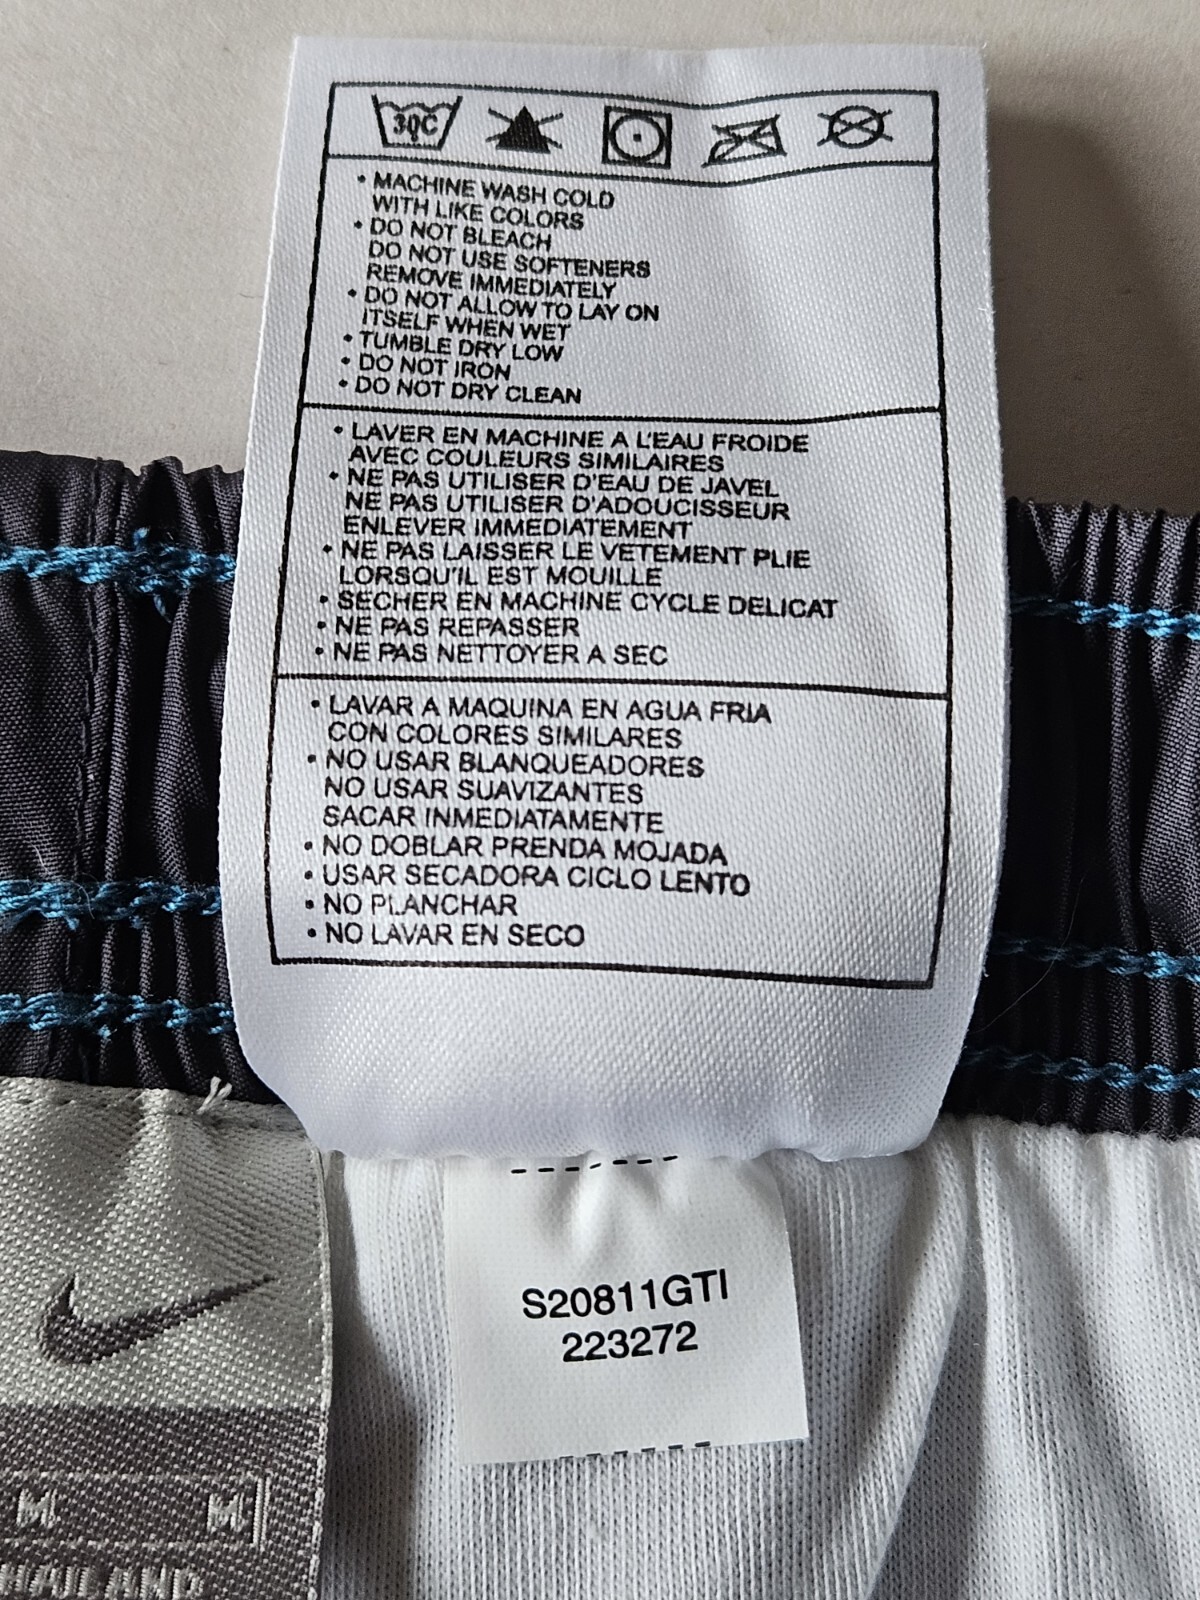 30C
• MACHINE WASH COLD
WITH LIKE COLORS
• DO NOT BLEACH
DO NOT USE SOFTENERS
REMOVE IMMEDIATELY
• DO NOT ALLOW TO LAY ON
ITSELF WHEN WET
• TUMBLE DRY LOW
• DO NOT IRON
• DO NOT DRY CLEAN
• LAVER EN MACHINE A L'EAU FROIDE
AVEC COULEURS SIMILAIRES
• NE PAS UTILISER D'EAU DE JAVEL
NE PAS UTILISER D'ADOUCISSEUR
ENLEVER IMMEDIATEMENT
• NE PAS LAISSER LE VETEMENT PLIE
LORSQU'IL EST MOUILLE
• SECHER EN MACHINE CYCLE DELICAT
• NE PAS REPASSER
• NE PAS NETTOYER A SEC
• LAVAR A MAQUINA EN AGUA FRIA
CON COLORES SIMILARES
• NO USAR BLANQUEADORES
NO USAR SUAVIZANTES
SACAR INMEDIATAMENTE
• NO DOBLAR PRENDA MOJADA
• USAR SECADORA CICLO LENTO
• NO PLANCHAR
• NO LAVAR EN SECO
S20811GTI
223272
M M
THAILAND